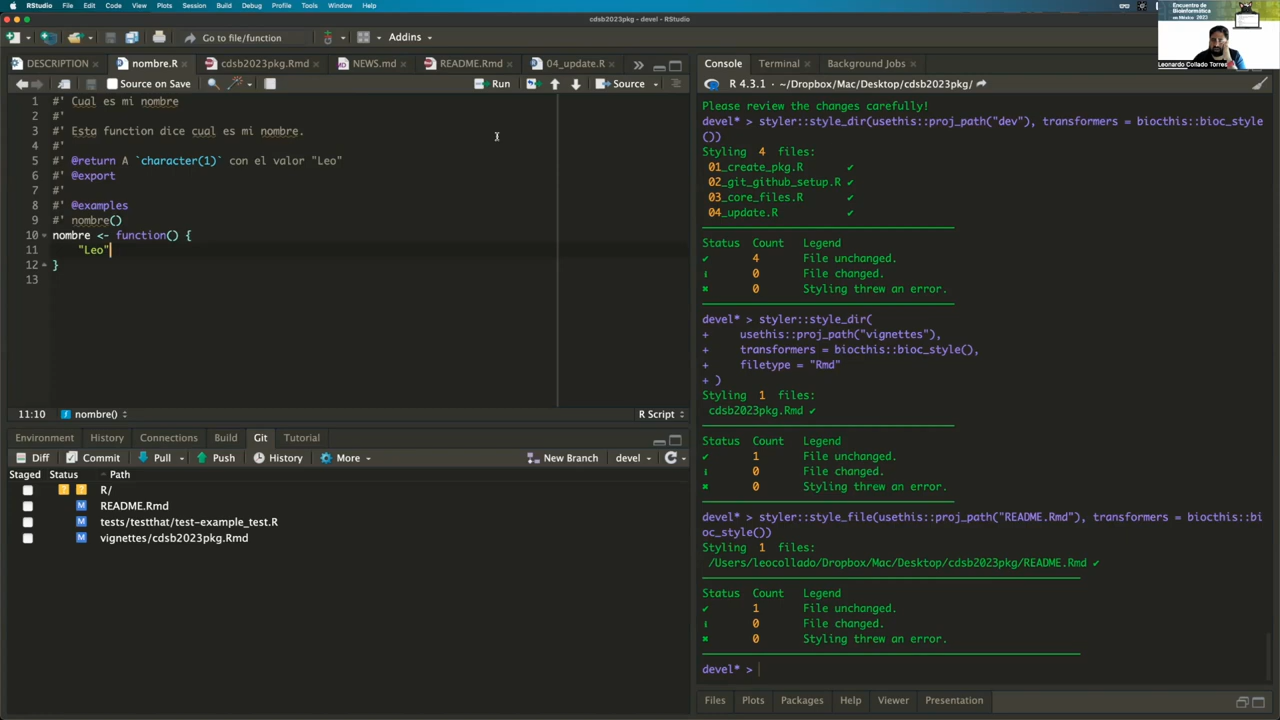 RStudio File Edit Code View Plots Session Build Debug Profile Tools Window Help
cdsb2023pkg - devel - RStudio
Go to file/function Addins
Encuentro de
Bioinformática
en México 2023
Leonardo Collado Torres
DESCRIPTION nombre.R cdsb2023pkg.Rmd NEWS.md README.Rmd 04_update.R
Source on Save Run Source
1 #' Cual es mi nombre
2 #'
3 #' Esta function dice cual es mi nombre.
4 #'
5 #' @return A `character(1)` con el valor "Leo"
6 #' @export
7 #'
8 #' @examples
9 #' nombre()
10 nombre <- function() {
11 "Leo"
12 }
13
11:10 nombre() R Script
Environment History Connections Build Git Tutorial
Diff Commit Pull Push History More New Branch devel
Staged Status Path
? ? R/
M README.Rmd
M tests/testthat/test-example_test.R
M vignettes/cdsb2023pkg.Rmd
Console Terminal Background Jobs
R 4.3.1 · ~/Dropbox/Mac/Desktop/cdsb2023pkg/
Please review the changes carefully!
devel* > styler::style_dir(usethis::proj_path("dev"), transformers = biocthis::bioc_style
())
Styling 4 files:
01_create_pkg.R ✔
02_git_github_setup.R ✔
03_core_files.R ✔
04_update.R ✔
Status Count Legend
✔ 4 File unchanged.
ℹ 0 File changed.
✖ 0 Styling threw an error.
devel* > styler::style_dir(
+ usethis::proj_path("vignettes"),
+ transformers = biocthis::bioc_style(),
+ filetype = "Rmd"
+ )
Styling 1 files:
cdsb2023pkg.Rmd ✔
Status Count Legend
✔ 1 File unchanged.
ℹ 0 File changed.
✖ 0 Styling threw an error.
devel* > styler::style_file(usethis::proj_path("README.Rmd"), transformers = biocthis::bi
oc_style())
Styling 1 files:
/Users/leocollado/Dropbox/Mac/Desktop/cdsb2023pkg/README.Rmd ✔
Status Count Legend
✔ 1 File unchanged.
ℹ 0 File changed.
✖ 0 Styling threw an error.
devel* >
Files Plots Packages Help Viewer Presentation